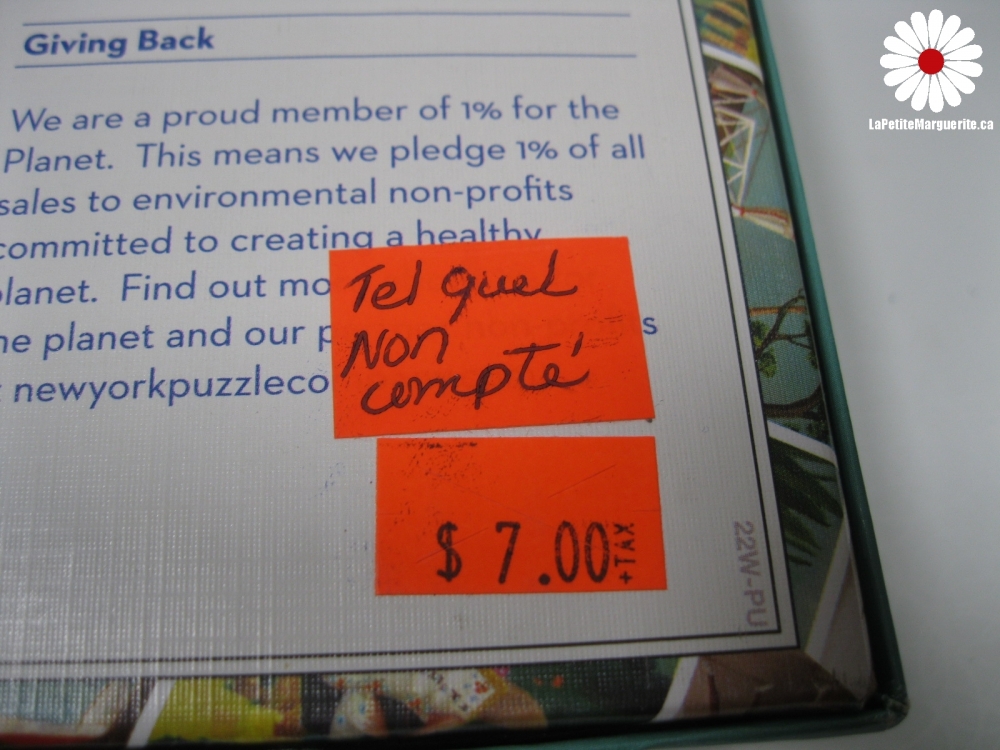 Giving Back
We are a proud member of 1% for the
Planet. This means we pledge 1% of all
sales to environmental non-profits
committed to creating a healthy
planet. Find out mo
he planet and our p s
newyorkpuzzleco
Tel quel
Non
compté
$ 7.00 +TAX
22W-PU
LaPetiteMarguerite.ca